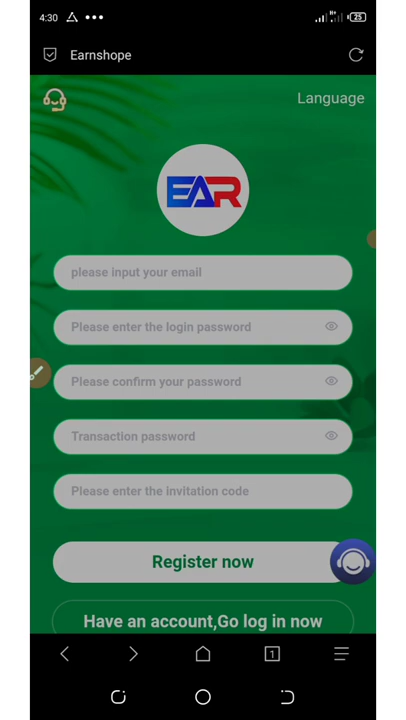 4:30
25
Earnshope
Language
EAR
please input your email
Please enter the login password
Please confirm your password
Transaction password
Please enter the invitation code
Register now
Have an account,Go log in now
1